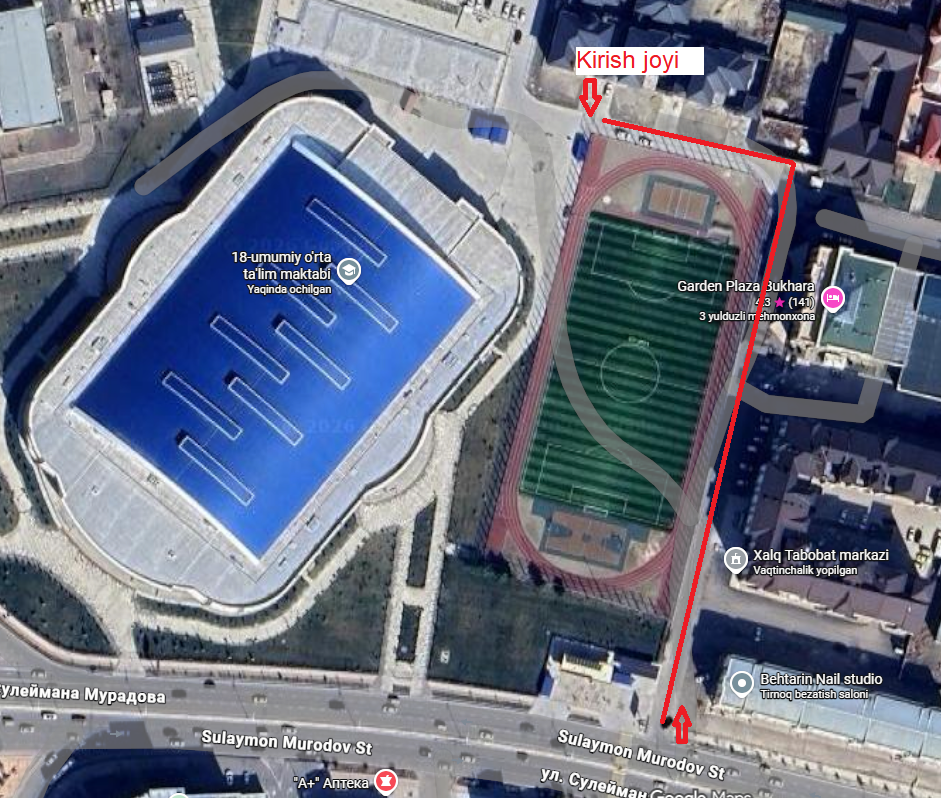 Kirish joyi
18-umumiy o'rta
ta'lim maktabi
Yaqinda ochilgan
Garden Plaza Bukhara
4,3 ★ (141)
3 yulduzli mehmonxona
Xalq Tabobat markazi
Vaqtinchalik yopilgan
Behtarin Nail studio
Tirnoq bezatish saloni
улеймана Мурадова
Sulaymon Murodov St
Sulaymon Murodov St
ул. Сулейман
"A+" Аптека
Google Maps